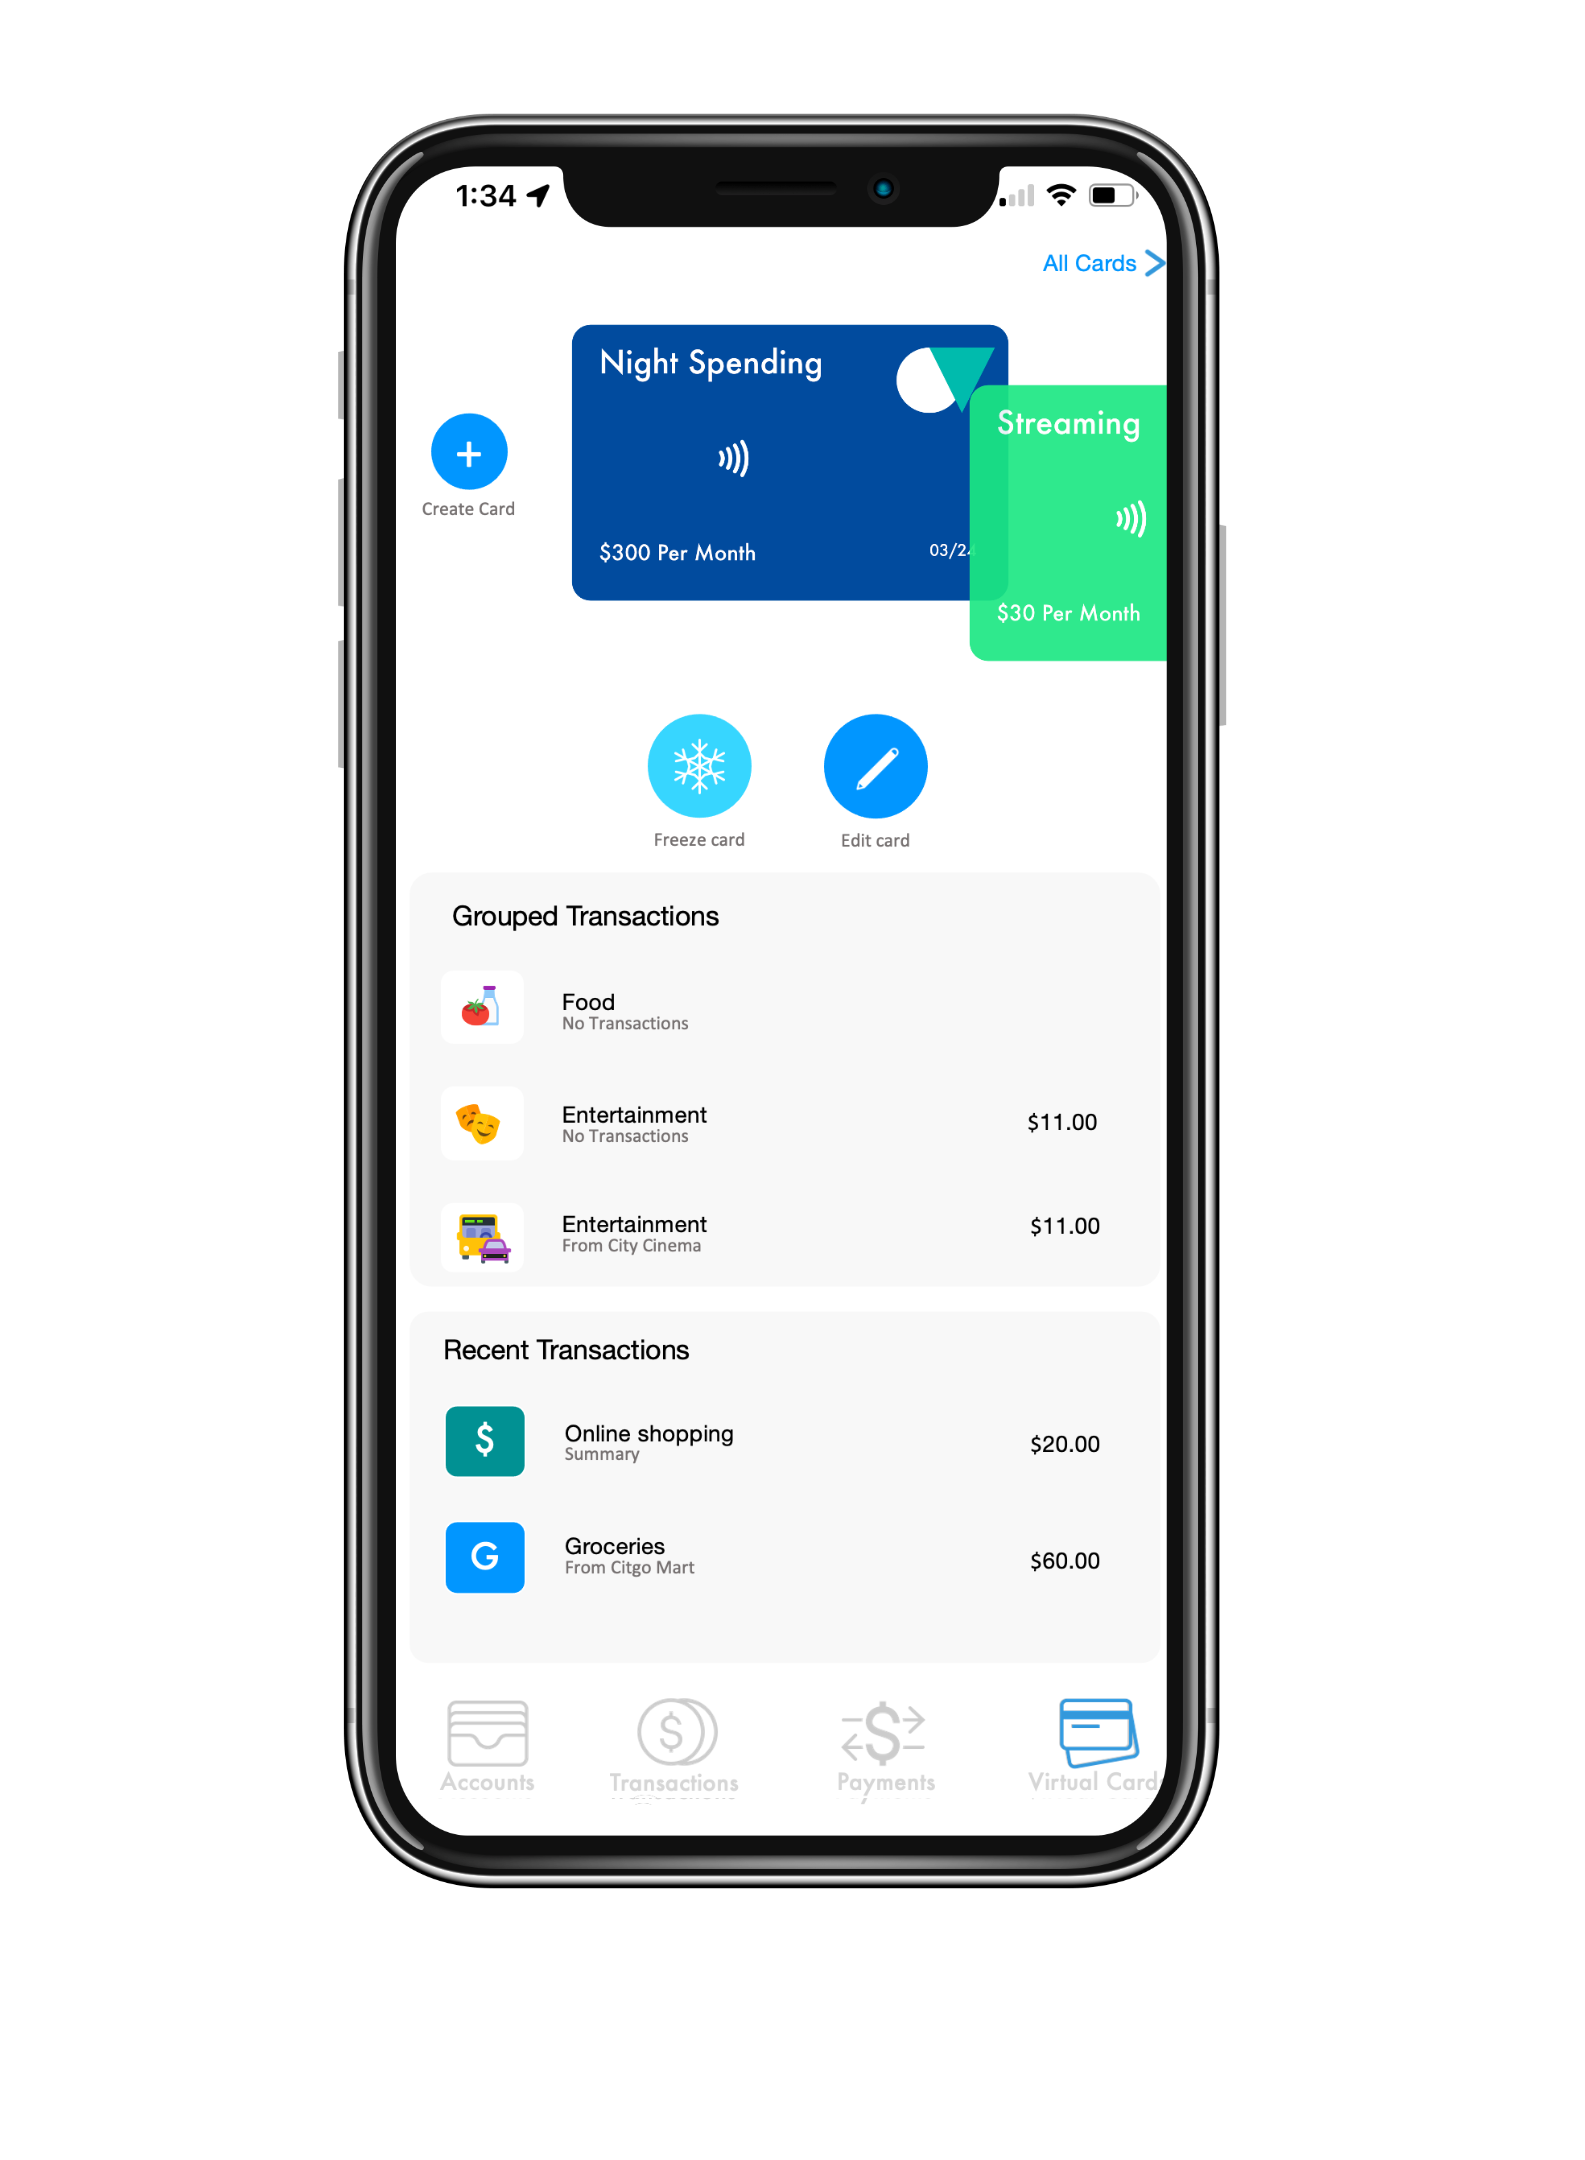 1:34
All Cards
Night Spending
Streaming
Create Card
$300 Per Month
03/24
$30 Per Month
Freeze card
Edit card
Grouped Transactions
Food
No Transactions
Entertainment
No Transactions
$11.00
Entertainment
From City Cinema
$11.00
Recent Transactions
$
Online shopping
Summary
$20.00
G
Groceries
From Citgo Mart
$60.00
Accounts
Transactions
Payments
Virtual Card